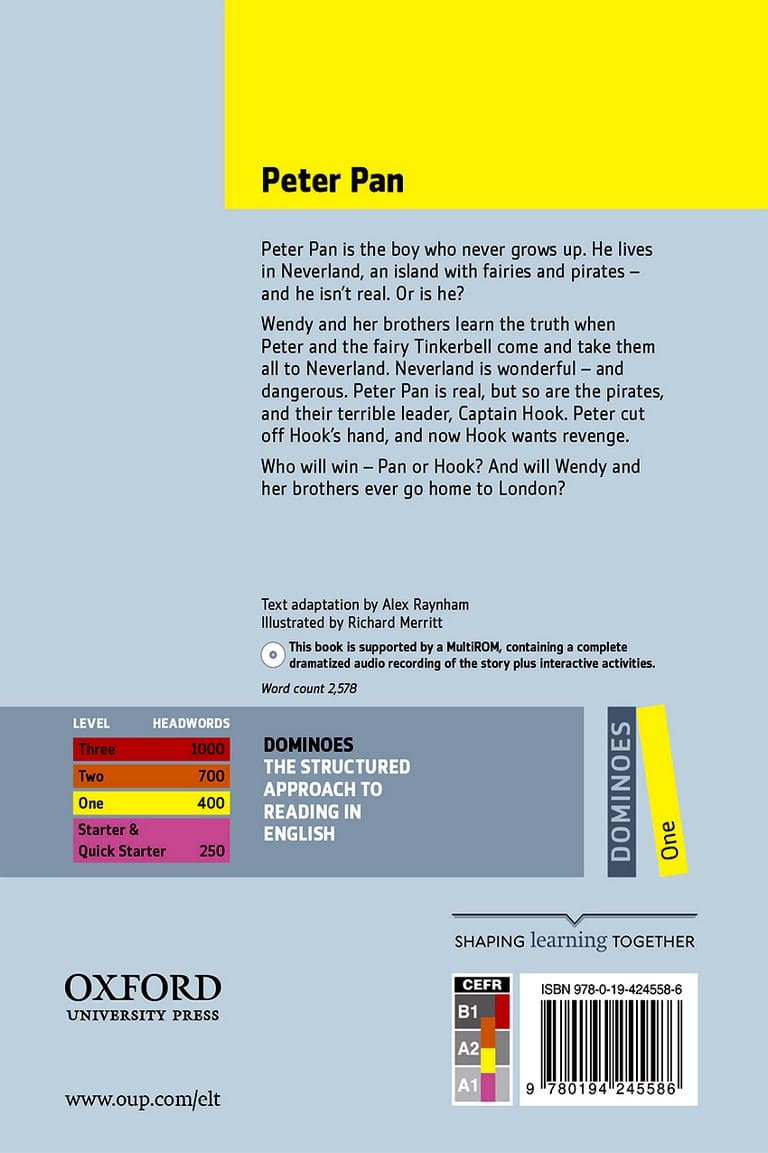 Peter Pan
Peter Pan is the boy who never grows up. He lives
in Neverland, an island with fairies and pirates –
and he isn't real. Or is he?
Wendy and her brothers learn the truth when
Peter and the fairy Tinkerbell come and take them
all to Neverland. Neverland is wonderful – and
dangerous. Peter Pan is real, but so are the pirates,
and their terrible leader, Captain Hook. Peter cut
off Hook's hand, and now Hook wants revenge.
Who will win – Pan or Hook? And will Wendy and
her brothers ever go home to London?
Text adaptation by Alex Raynham
Illustrated by Richard Merritt
This book is supported by a MultiROM, containing a complete
dramatized audio recording of the story plus interactive activities.
Word count 2,578
LEVEL HEADWORDS
Three 1000
Two 700
One 400
Starter &
Quick Starter 250
DOMINOES
THE STRUCTURED
APPROACH TO
READING IN
ENGLISH
DOMINOES
One
SHAPING learning TOGETHER
OXFORD
UNIVERSITY PRESS
www.oup.com/elt
CEFR
B1
A2
A1
ISBN 978-0-19-424558-6
9 780194 245586